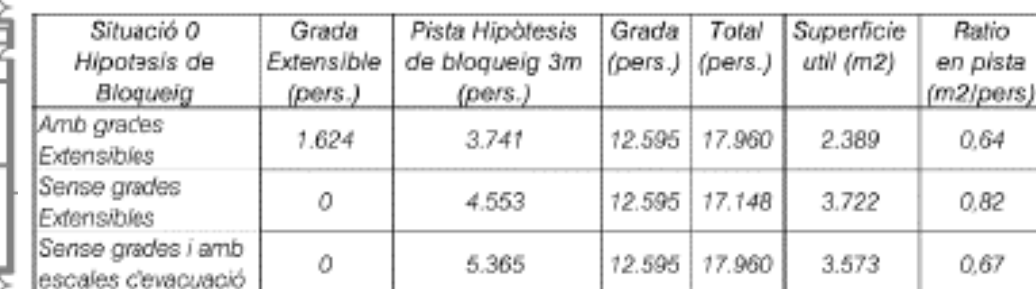 Situació 0 Grada Pista Hipòtesis Grada Total Superfície Ratio
Hipotesis de Extensible de bloqueig 3m (pers.) (pers.) util (m2) en pista
Bloqueig (pers.) (pers.) (m2/pers)
Amb grades
Extensibles 1.624 3.741 12.595 17.960 2.389 0,64
Sense grades
Extensibles 0 4.553 12.595 17.148 3.722 0,82
Sense grades i amb
escales d'evacuació 0 5.365 12.595 17.960 3.573 0,67